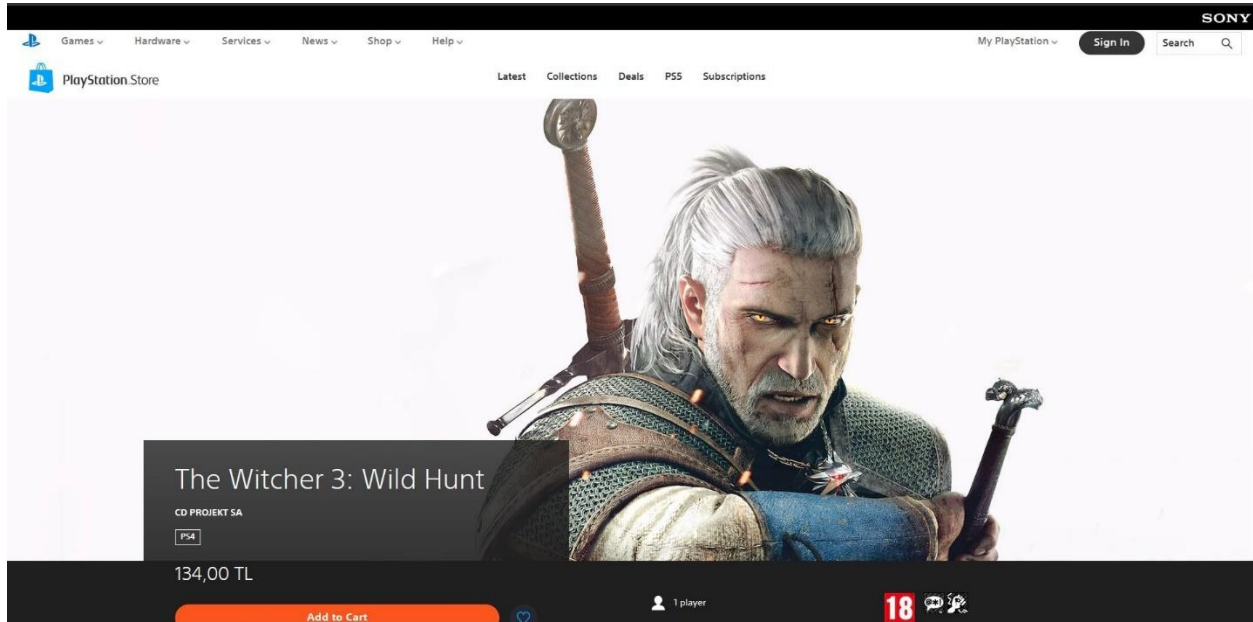 SONY
Games Hardware Services News Shop Help My PlayStation Sign In Search
PlayStation Store Latest Collections Deals PS5 Subscriptions
The Witcher 3: Wild Hunt
CD PROJEKT SA
PS4
134,00 TL
Add to Cart
1 player
18